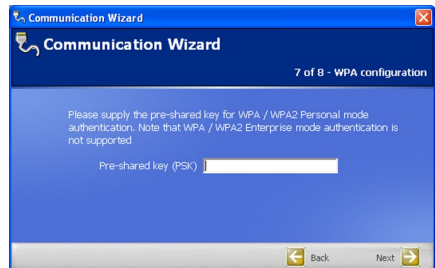 Communication Wizard
Communication Wizard
7 of 8 - WPA configuration
Please supply the pre-shared key for WPA / WPA2 Personal mode
authentication. Note that WPA / WPA2 Enterprise mode authentication is
not supported
Pre-shared key (PSK)
Back Next